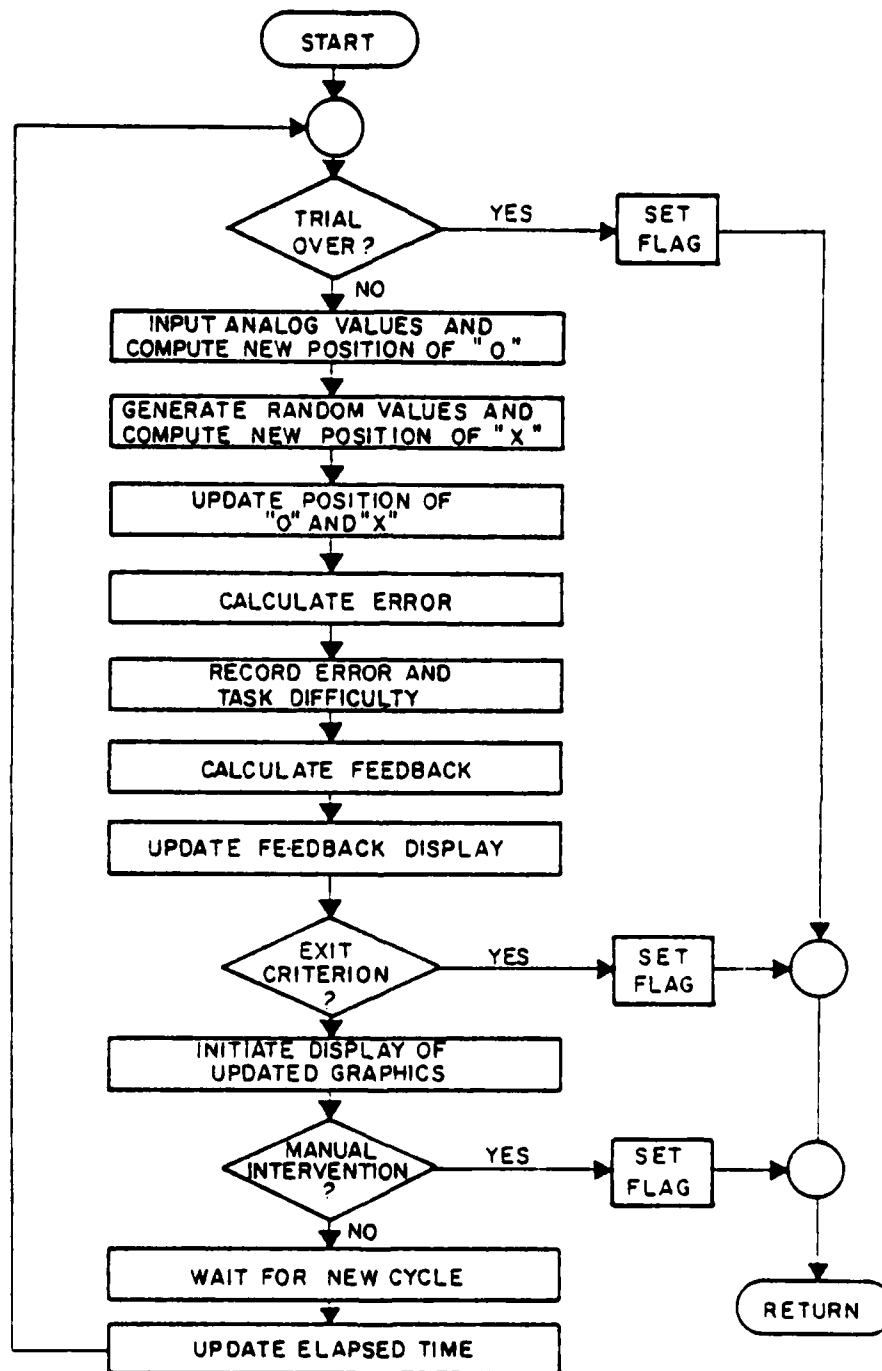 START
TRIAL
OVER?
YES
SET
FLAG
NO
INPUT ANALOG VALUES AND
COMPUTE NEW POSITION OF "O"
GENERATE RANDOM VALUES AND
COMPUTE NEW POSITION OF "X"
UPDATE POSITION OF
"O" AND "X"
CALCULATE ERROR
RECORD ERROR AND
TASK DIFFICULTY
CALCULATE FEEDBACK
UPDATE FEEDBACK DISPLAY
EXIT
CRITERION
?
YES
SET
FLAG
INITIATE DISPLAY OF
UPDATED GRAPHICS
MANUAL
INTERVENTION
?
YES
SET
FLAG
NO
WAIT FOR NEW CYCLE
UPDATE ELAPSED TIME
RETURN